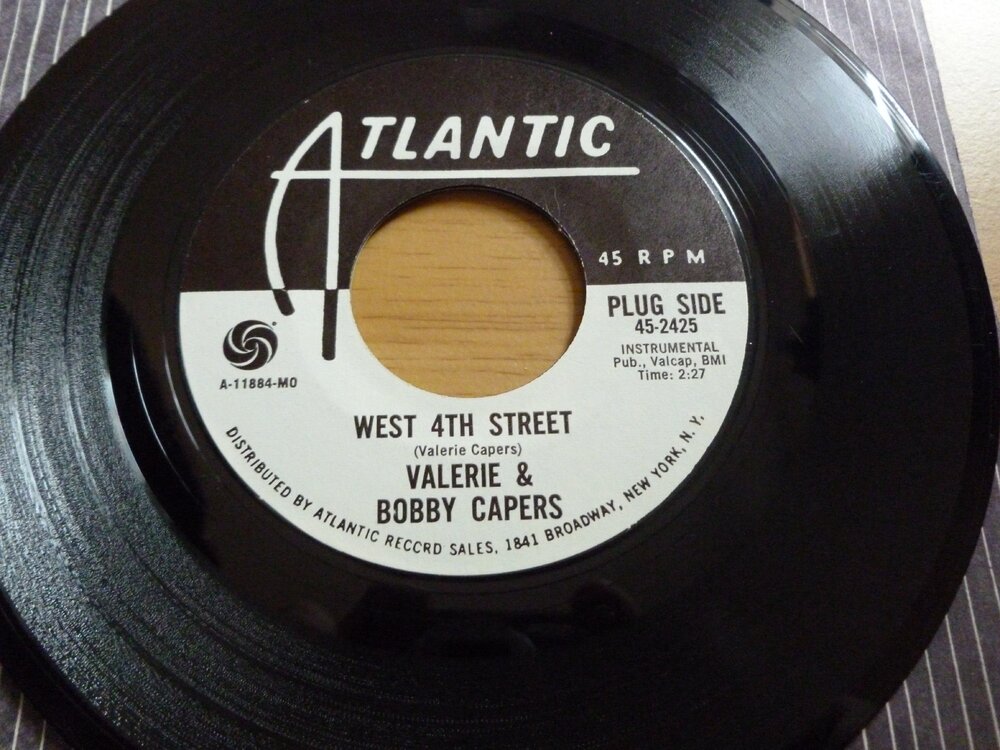 ATLANTIC
45 RPM
PLUG SIDE
45-2425
INSTRUMENTAL
Pub., Valcap, BMI
Time: 2:27
A-11884-MO
WEST 4TH STREET
(Valerie Capers)
VALERIE &
BOBBY CAPERS
DISTRIBUTED BY ATLANTIC RECCRD SALES, 1841 BROADWAY, NEW YORK, N.Y.